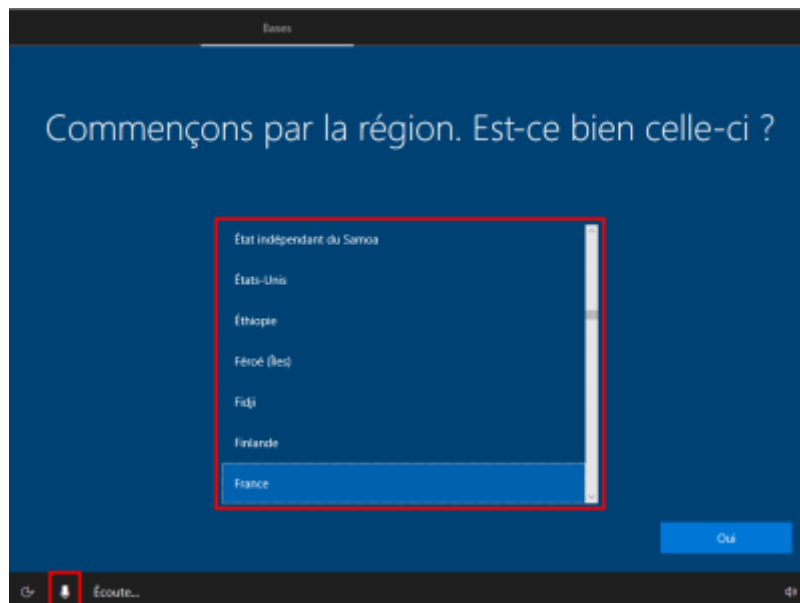 Bases
Commençons par la région. Est-ce bien celle-ci ?
État indépendant du Samoa
États-Unis
Éthiopie
Féroé (Îles)
Fidji
Finlande
France
Oui
Écoute...